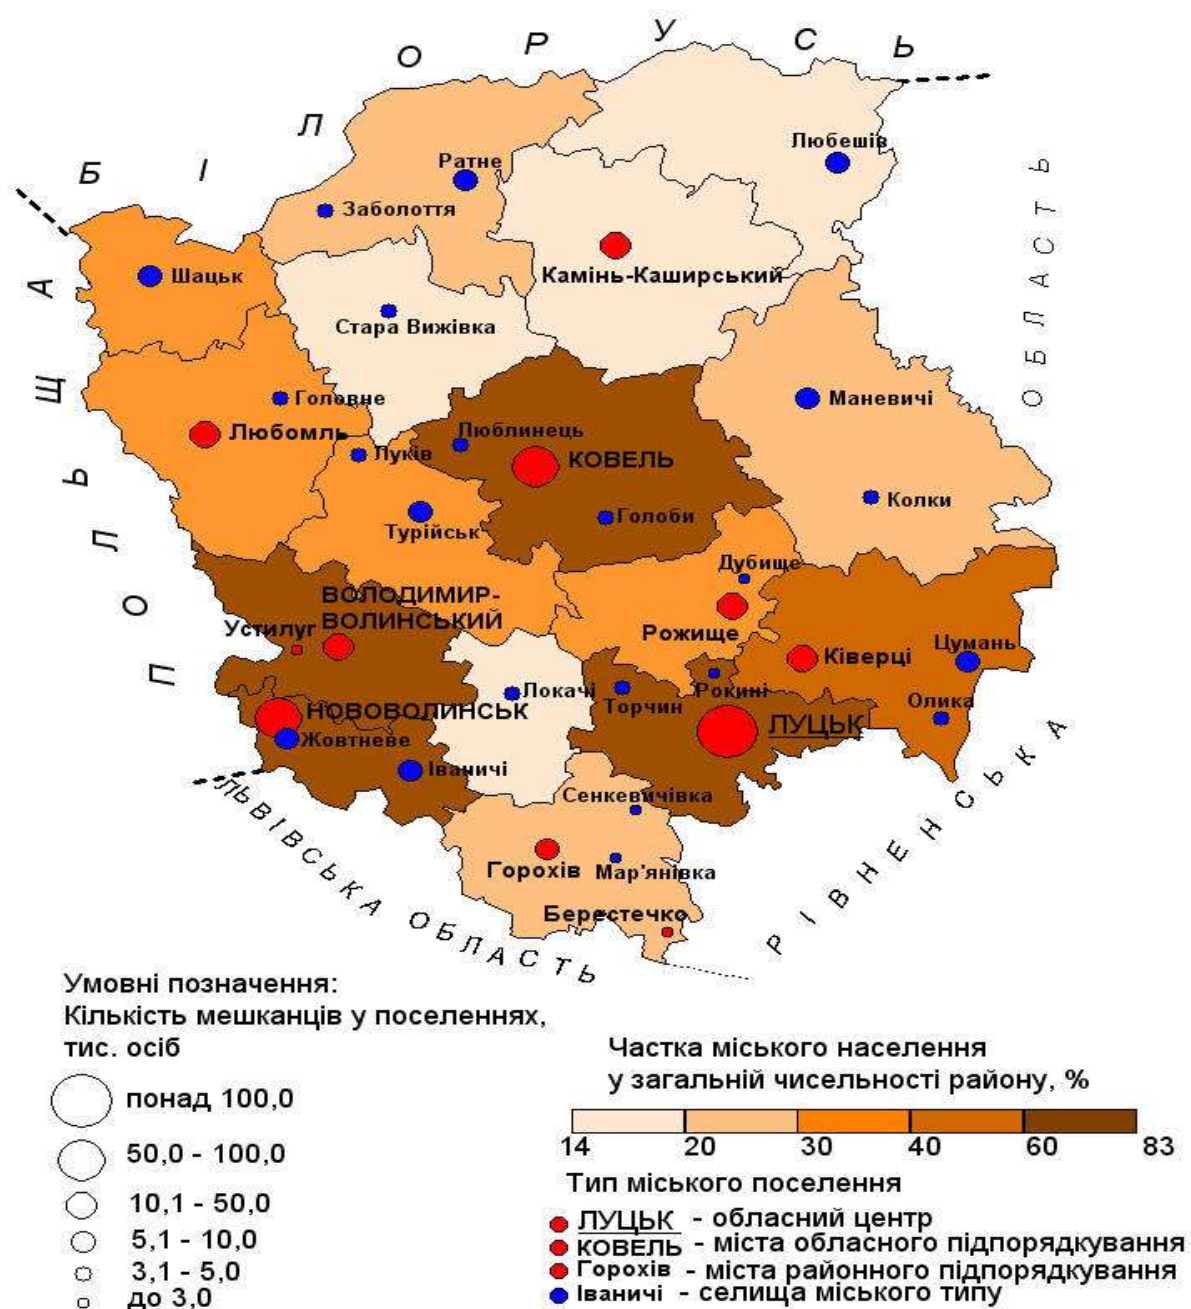 БІЛОРУСЬ
ПОЛЬЩА
РІВНЕНСЬКА ОБЛАСТЬ
ЛЬВІВСЬКА ОБЛАСТЬ
Любешів
Ратне
Заболоття
Камінь-Каширський
Шацьк
Стара Вижівка
Головне
Маневичі
Любомль
Люблинець
Луків
КОВЕЛЬ
Колки
Голоби
Турійськ
Дубище
ВОЛОДИМИР-
ВОЛИНСЬКИЙ
Устилуг
Рожище
Ківерці
Цумань
Локачі
Торчин
Рокині
Олика
НОВОВОЛИНСЬК
ЛУЦЬК
Жовтневе
Іваничі
Сенкевичівка
Горохів
Мар'янівка
Берестечко
Умовні позначення:
Кількість мешканців у поселеннях,
тис. осіб
понад 100,0
50,0 - 100,0
10,1 - 50,0
5,1 - 10,0
3,1 - 5,0
до 3,0
Частка міського населення
у загальній чисельності району, %
14 20 30 40 60 83
Тип міського поселення
ЛУЦЬК - обласний центр
КОВЕЛЬ - міста обласного підпорядкування
Горохів - міста районного підпорядкування
Іваничі - селища міського типу